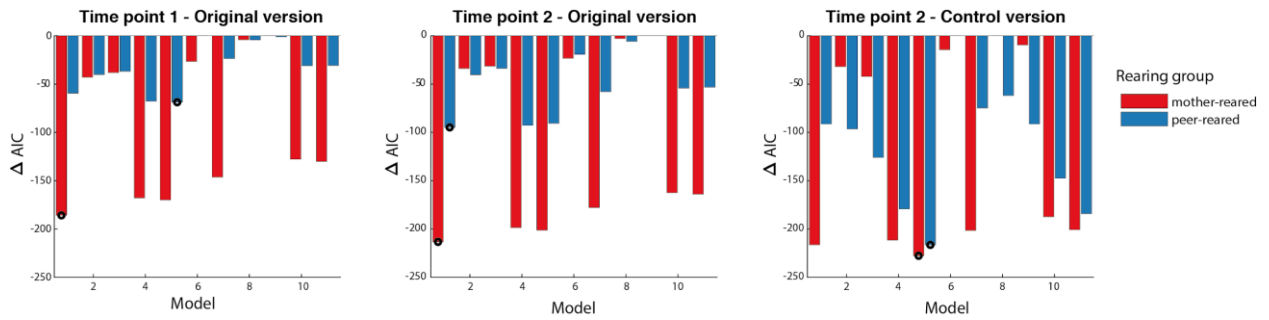 Time point 1 - Original version
0
-50
-100
-150
-200
-250
Δ AIC
2 4 6 8 10
Model
Time point 2 - Original version
0
-50
-100
-150
-200
-250
Δ AIC
2 4 6 8 10
Model
Time point 2 - Control version
0
-50
-100
-150
-200
-250
Δ AIC
2 4 6 8 10
Model
Rearing group
mother-reared
peer-reared